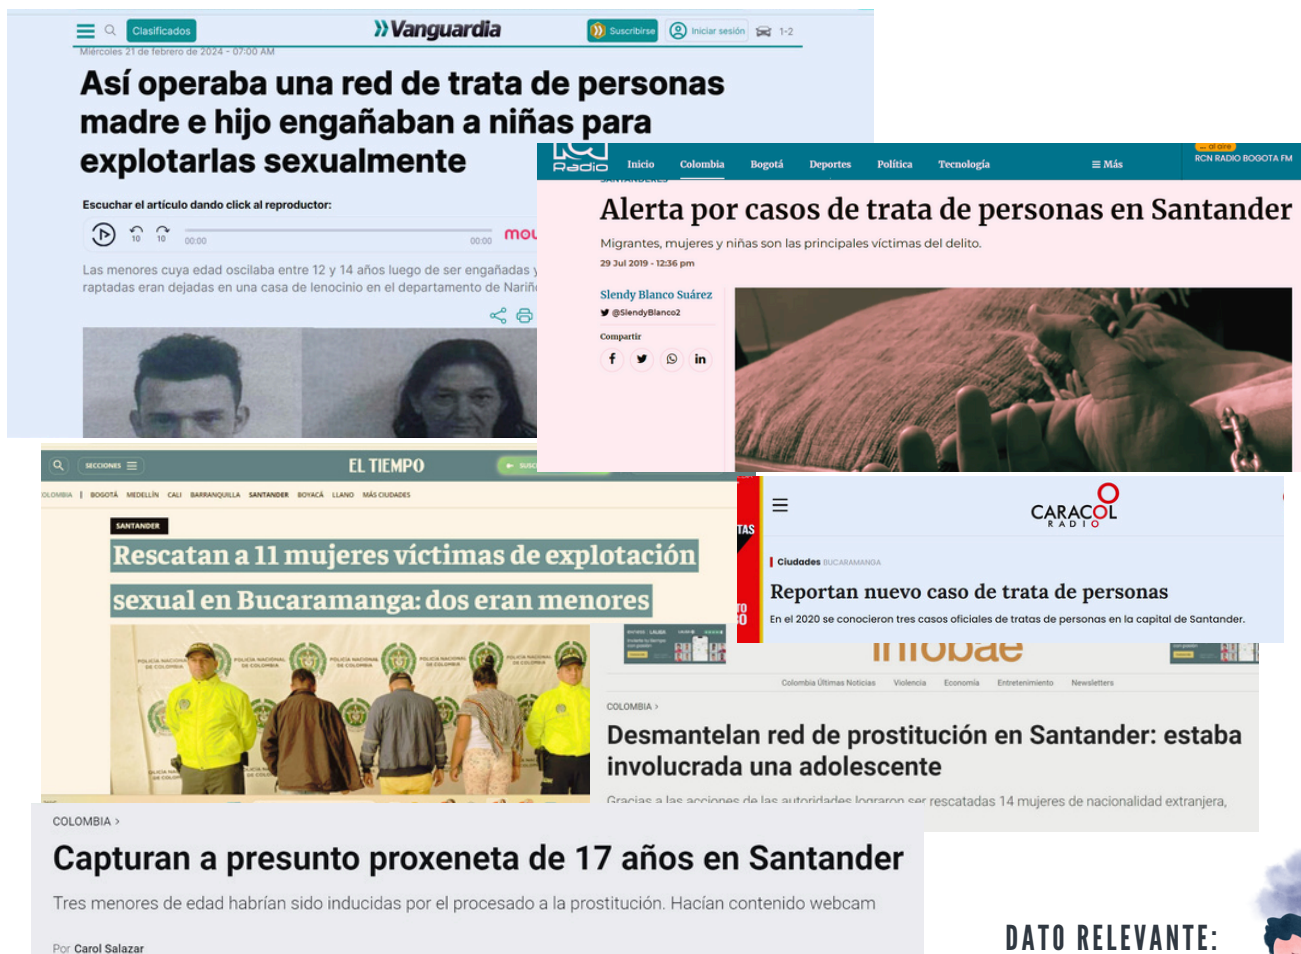 Clasificados
Vanguardia
Suscribirse
Iniciar sesión
1-2
Miércoles 21 de febrero de 2024 - 07:00 AM
Así operaba una red de trata de personas
madre e hijo engañaban a niñas para
explotarlas sexualmente
Escuchar el artículo dando click al reproductor:
10 10 00:00 00:00
Las menores cuya edad oscilaba entre 12 y 14 años luego de ser engañadas y
raptadas eran dejadas en una casa de lenocinio en el departamento de
Radio
Inicio Colombia Bogotá Deportes Política Tecnología Más
al aire
RCN RADIO BOGOTA FM
SANTANDERES
Alerta por casos de trata de personas en Santander
Migrantes, mujeres y niñas son las principales víctimas del delito.
29 Jul 2019 - 12:36 pm
Slendy Blanco Suárez
@SlendyBlanco2
Compartir
SECCIONES
EL TIEMPO
BOGOTÁ MEDELLÍN CALI BARRANQUILLA SANTANDER BOYACÁ LLANO MÁS CIUDADES
SANTANDER
Rescatan a 11 mujeres víctimas de explotación
sexual en Bucaramanga: dos eran menores
POLICÍA NACIONAL
DE COLOMBIA
CARACOL
RADIO
Ciudades BUCARAMANGA
Reportan nuevo caso de trata de personas
En el 2020 se conocieron tres casos oficiales de tratas de personas en la capital de Santander.
infobae
Colombia Últimas Noticias Violencia Economía Entretenimiento Newsletters
COLOMBIA >
Desmantelan red de prostitución en Santander: estaba
involucrada una adolescente
Gracias a las acciones de las autoridades lograron ser rescatadas 14 mujeres de nacionalidad extranjera,
COLOMBIA >
Capturan a presunto proxeneta de 17 años en Santander
Tres menores de edad habrían sido inducidas por el procesado a la prostitución. Hacían contenido webcam
Por Carol Salazar
DATO RELEVANTE: